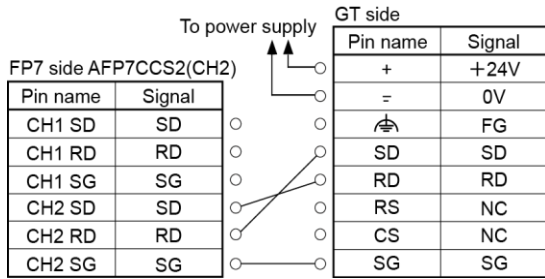 To power supply
GT side
Pin name Signal
+ +24V
= 0V
FG
SD SD
RD RD
RS NC
CS NC
SG SG
FP7 side AFP7CCS2(CH2)
Pin name Signal
CH1 SD SD
CH1 RD RD
CH1 SG SG
CH2 SD SD
CH2 RD RD
CH2 SG SG